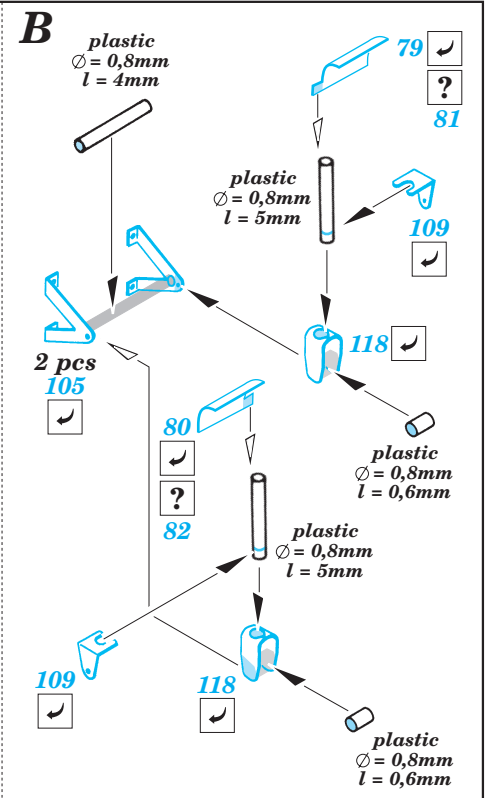 B
plastic
∅ = 0,8mm
l = 4mm
79
?
81
plastic
∅ = 0,8mm
l = 5mm
109
2 pcs
105
118
plastic
∅ = 0,8mm
l = 0,6mm
80
?
82
plastic
∅ = 0,8mm
l = 5mm
109
118
plastic
∅ = 0,8mm
l = 0,6mm